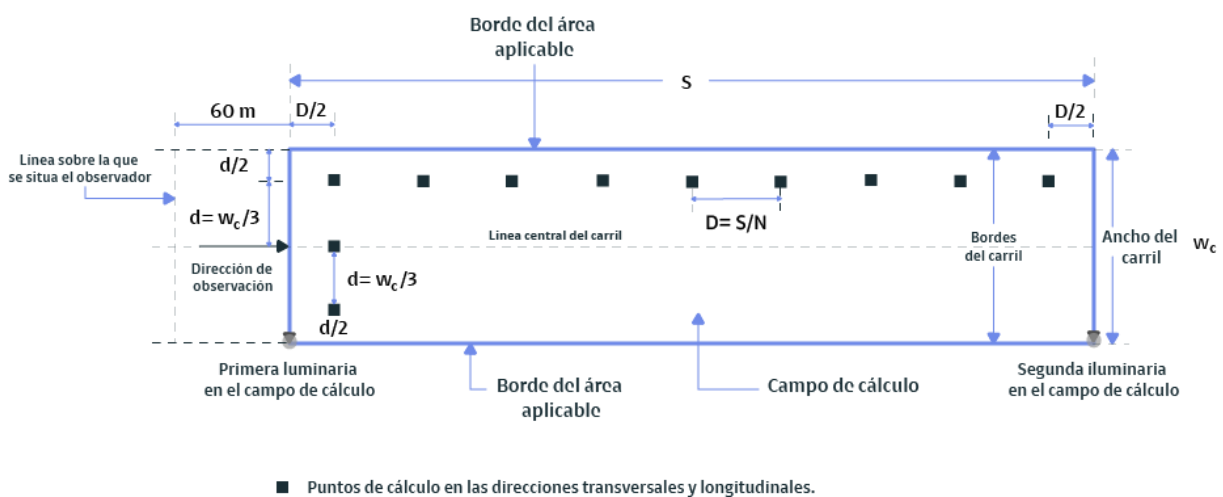 Borde del área
aplicable
S
60 m
D/2
D/2
Línea sobre la que
se situa el observador
d/2
d= wc/3
D= S/N
Linea central del carril
Bordes
del carril
Ancho del
carril
wc
Dirección de
observación
d= wc/3
d/2
Primera luminaria
en el campo de cálculo
Borde del área
aplicable
Campo de cálculo
Segunda iluminaria
en el campo de cálculo
Puntos de cálculo en las direcciones transversales y longitudinales.